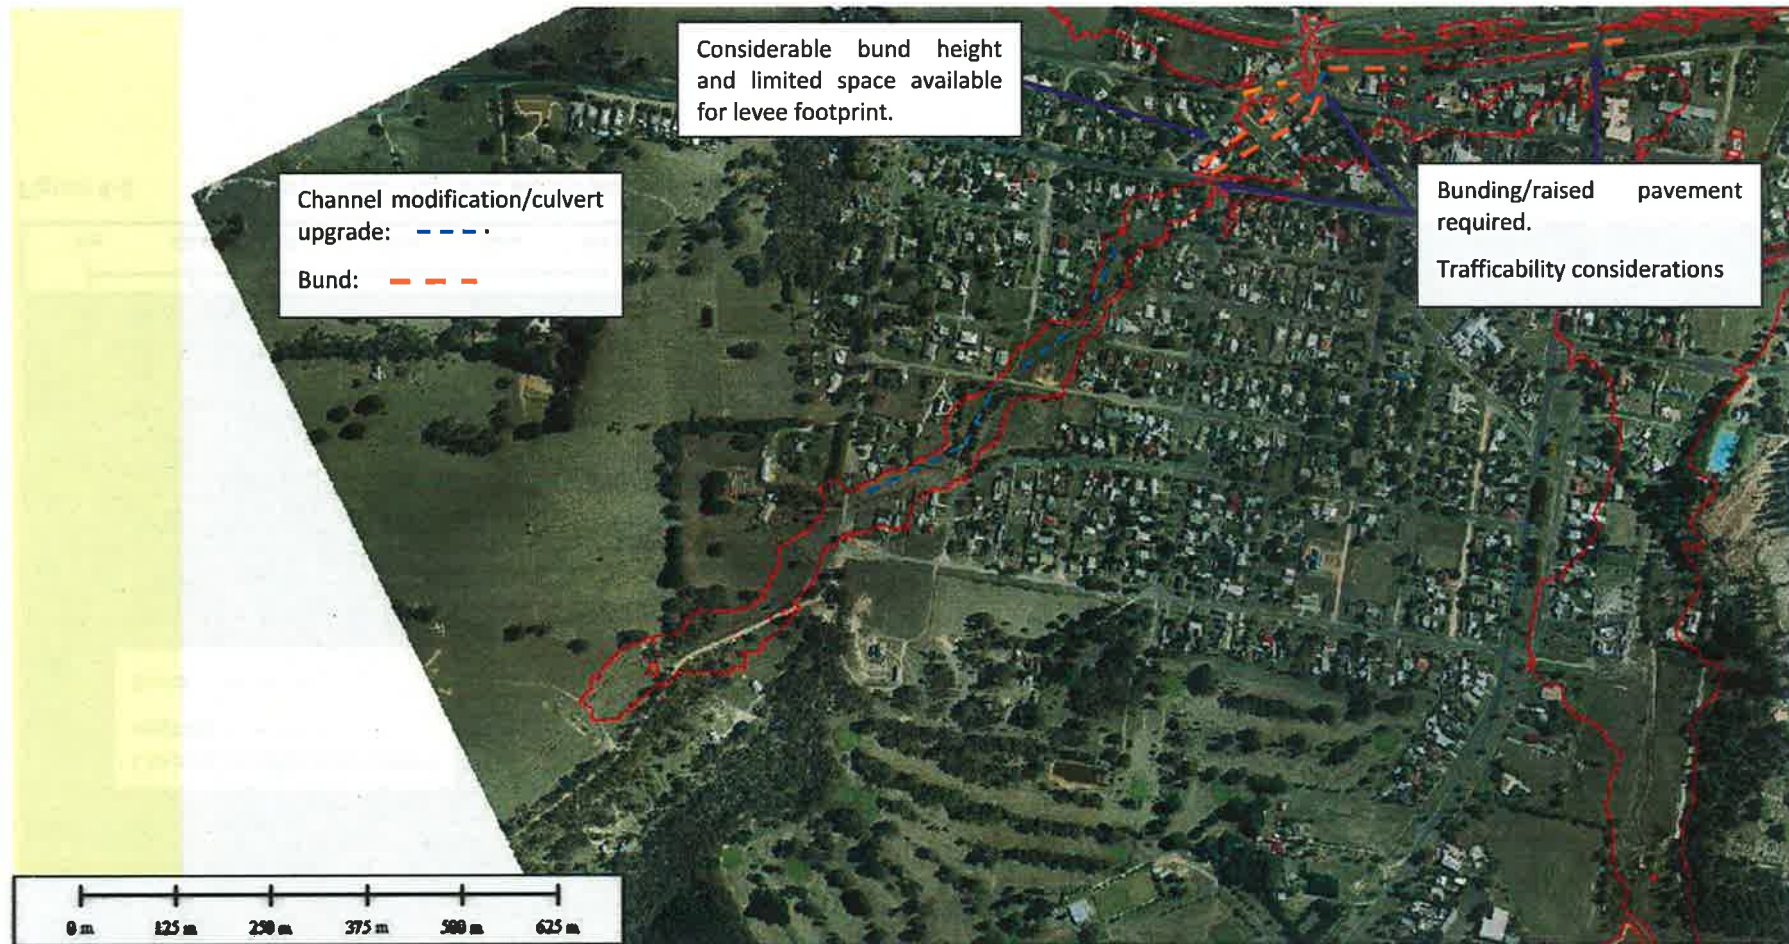 Considerable bund height
and limited space available
for levee footprint.
Channel modification/culvert
upgrade:
Bund:
Bunding/raised pavement
required.
Trafficability considerations
0 m 125 m 250 m 375 m 500 m 625 m